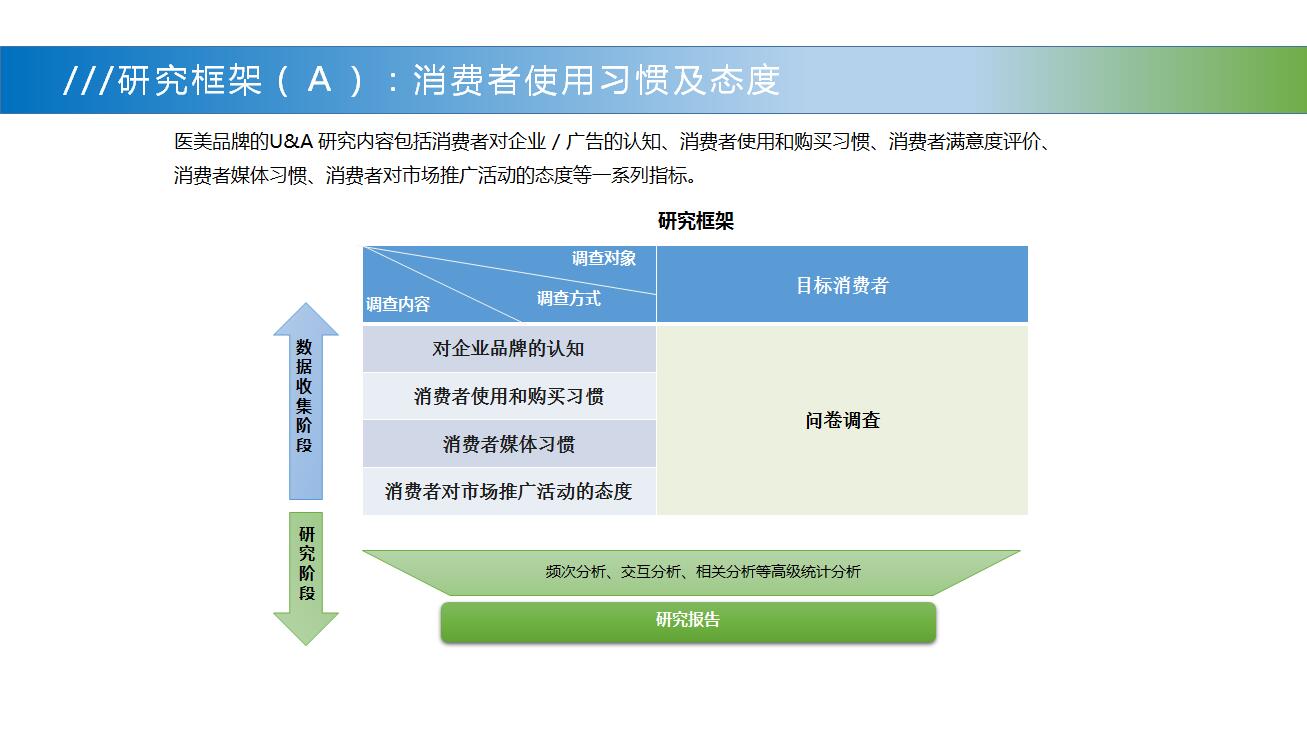 ///研究框架（A）：消费者使用习惯及态度
医美品牌的U&A 研究内容包括消费者对企业 / 广告的认知、消费者使用和购买习惯、消费者满意度评价、
消费者媒体习惯、消费者对市场推广活动的态度等一系列指标。
研究框架
调查对象
调查方式
调查内容
目标消费者
数据收集阶段
对企业品牌的认知
消费者使用和购买习惯
消费者媒体习惯
消费者对市场推广活动的态度
问卷调查
研究阶段
频次分析、交互分析、相关分析等高级统计分析
研究报告